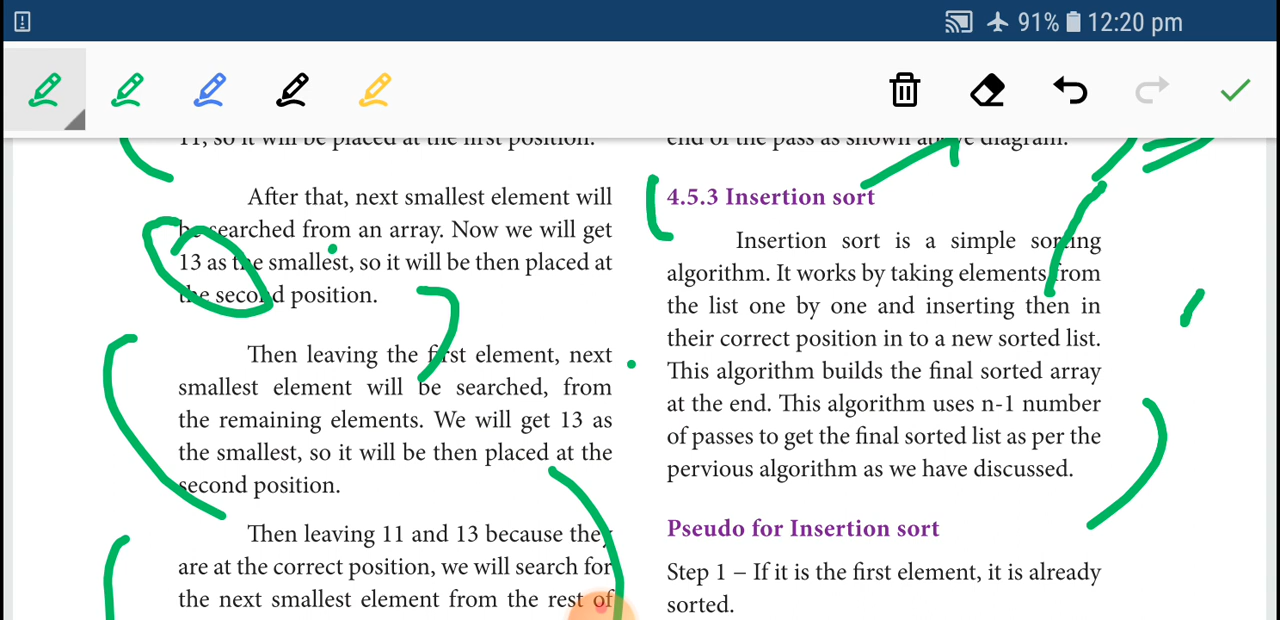 91% 12:20 pm
11, so it will be placed at the first position.
After that, next smallest element will
be searched from an array. Now we will get
13 as the smallest, so it will be then placed at
the second position.
Then leaving the first element, next
smallest element will be searched, from
the remaining elements. We will get 13 as
the smallest, so it will be then placed at the
second position.
Then leaving 11 and 13 because they
are at the correct position, we will search for
the next smallest element from the rest of
end of the pass as shown above diagram.
4.5.3 Insertion sort
Insertion sort is a simple sorting
algorithm. It works by taking elements from
the list one by one and inserting then in
their correct position in to a new sorted list.
This algorithm builds the final sorted array
at the end. This algorithm uses n-1 number
of passes to get the final sorted list as per the
pervious algorithm as we have discussed.
Pseudo for Insertion sort
Step 1 – If it is the first element, it is already
sorted.